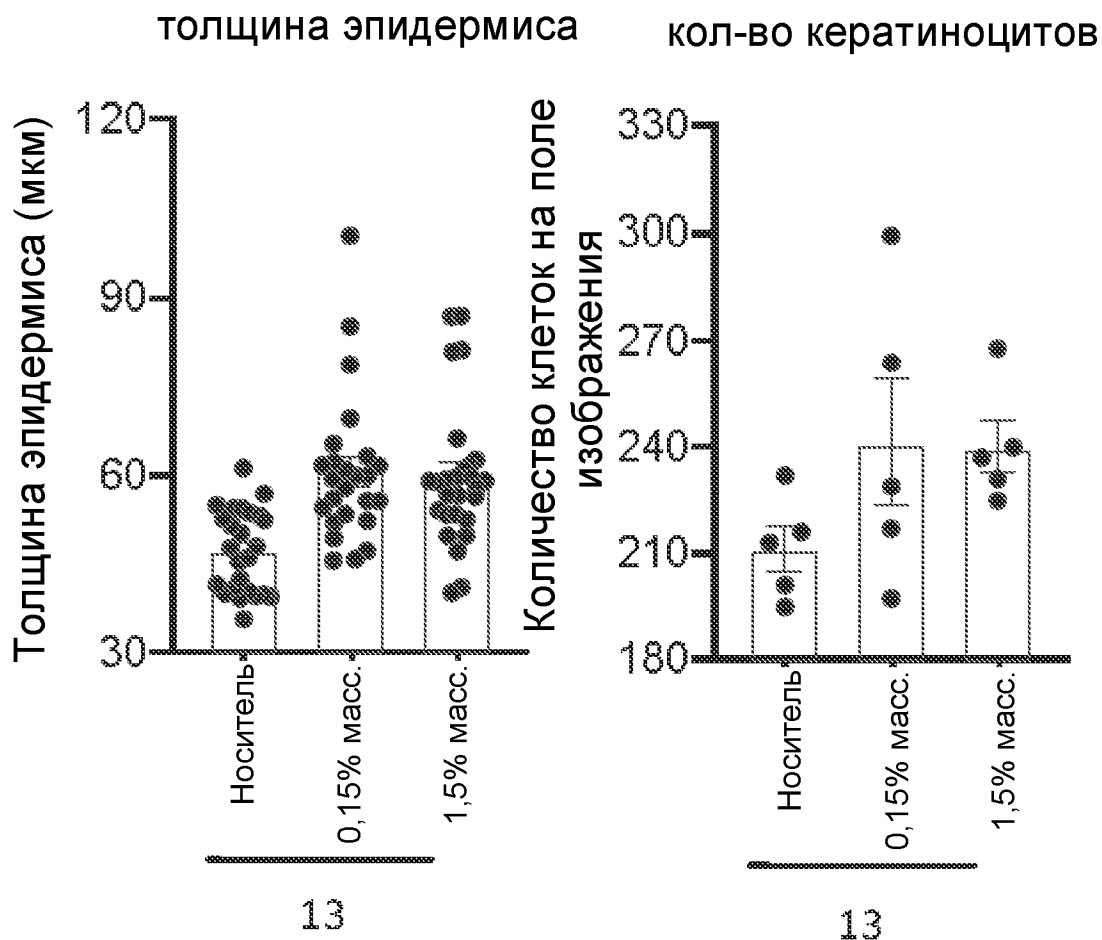 толщина эпидермиса
Толщина эпидермиса (мкм)
120
90
60
30
Носитель
0,15% масс.
1,5% масс.
13
кол-во кератиноцитов
Количество клеток на поле
изображения
330
300
270
240
210
180
Носитель
0,15% масс.
1,5% масс.
13